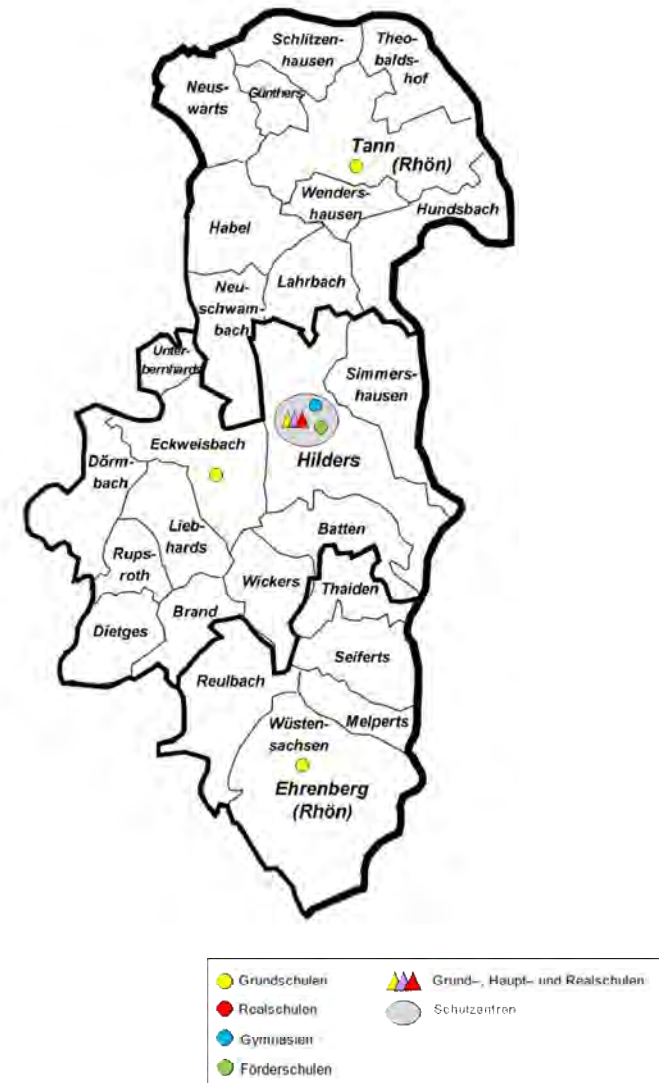 Schlitzen-
hausen
Theo-
balds-
hof
Neus-
warts
Günthers
Tann
(Rhön)
Wenders-
hausen
Hundsbach
Habel
Lahrbach
Neu-
schwam-
bach
Unter-
bernhards
Simmers-
hausen
Eckweisbach
Hilders
Dörm-
bach
Lieb-
hards
Batten
Rups-
roth
Wickers
Thaiden
Brand
Dietges
Seiferts
Reulbach
Melperts
Wüsten-
sachsen
Ehrenberg
(Rhön)
Grundschulen
Realschulen
Gymnasien
Förderschulen
Grund-, Haupt- und Realschulen
Schulzentren